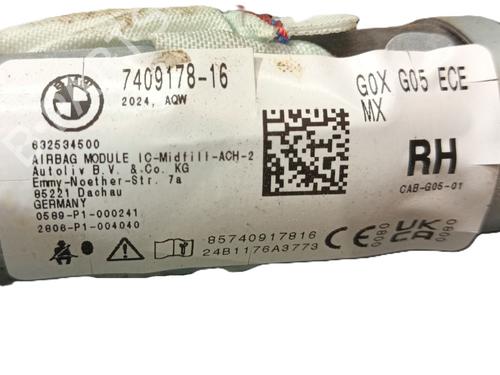 BMW
7409178-16
2024, AQW
632534500
AIRBAG MODULE IC-Midfill-ACH-2
Autoliv B.V. &.Co. KG
Emmy-Noether-Str. 7a
85221 Dachau
GERMANY
0589-P1-000241
2806-P1-004040
85740917816
24B1176A3773
G0X G05 ECE
MX
RH
CAB-G05-01
CE 0080
UK CA 0080